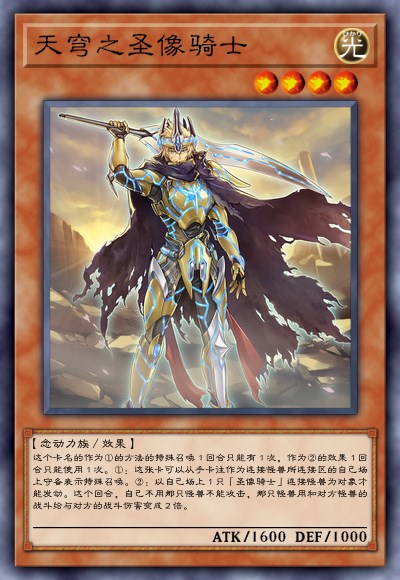 天穹之圣像骑士
ひかり
光
【念动力族/效果】
这个卡名的作为①的方法的特殊召唤1回合只能有1次，作为②的效果1回
合只能使用1次。①：这张卡可以从手卡往作为连接怪兽所连接区的自己场
上守备表示特殊召唤。②：以自己场上1只「圣像骑士」连接怪兽为对象才
能发动。这个回合，自己不用那只怪兽不能攻击，那只怪兽用和对方怪兽的
战斗给与对方的战斗伤害变成2倍。
ATK/1600 DEF/1000